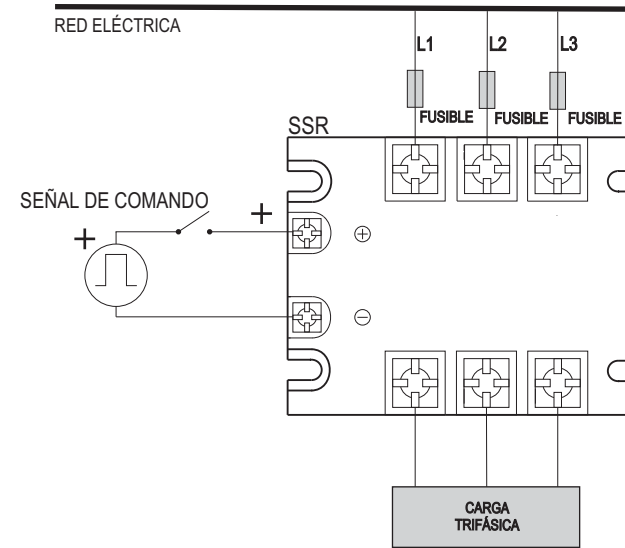 RED ELÉCTRICA
L1 L2 L3
FUSIBLE FUSIBLE FUSIBLE
SSR
SEÑAL DE COMANDO
+ +
+
-
CARGA
TRIFÁSICA